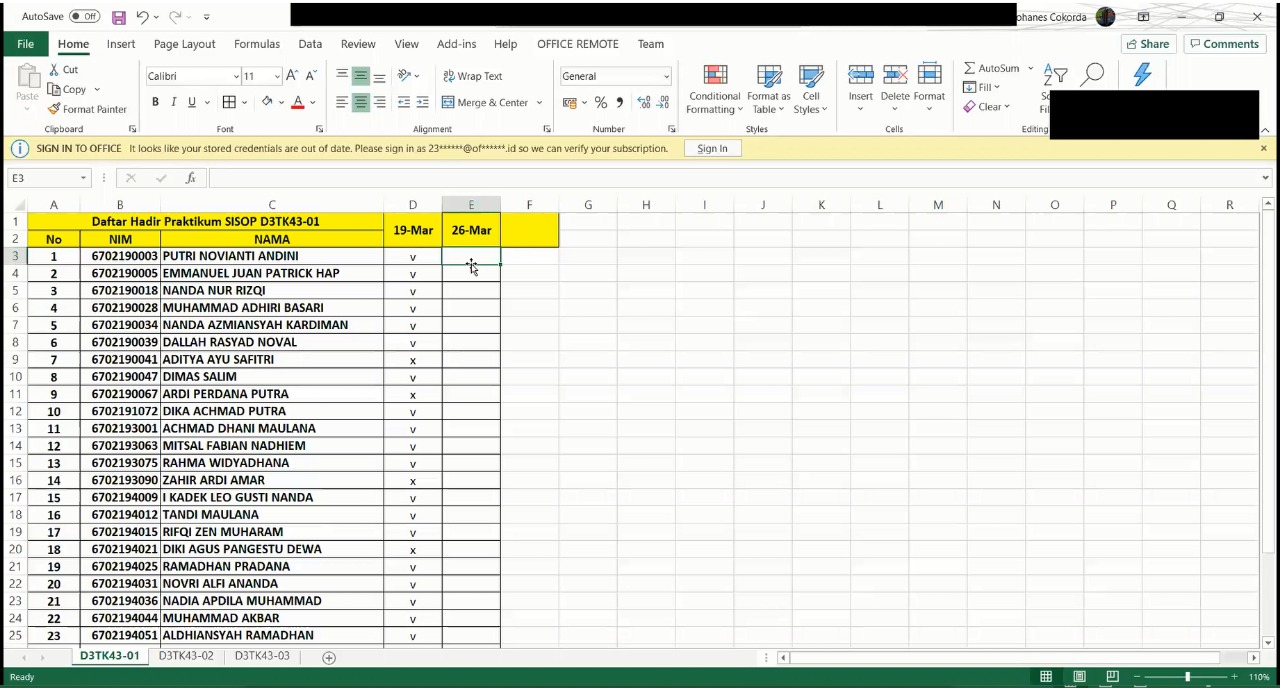 AutoSave Off
ohanes Cokorda
File Home Insert Page Layout Formulas Data Review View Add-ins Help OFFICE REMOTE Team Share Comments
Paste Cut Copy Format Painter Clipboard
Calibri 11 B I U A Font
Wrap Text Merge & Center Alignment
General % Number
Conditional Formatting Format as Table Cell Styles Styles
Insert Delete Format Cells
AutoSum Fill Clear Editing
SIGN IN TO OFFICE It looks like your stored credentials are out of date. Please sign in as 23******@of******.id so we can verify your subscription. Sign In
E3 fx
A B C D E F G H I J K L M N O P Q R
1 Daftar Hadir Praktikum SISOP D3TK43-01 19-Mar 26-Mar
2 No NIM NAMA
3 1 6702190003 PUTRI NOVIANTI ANDINI v
4 2 6702190005 EMMANUEL JUAN PATRICK HAP v
5 3 6702190018 NANDA NUR RIZQI v
6 4 6702190028 MUHAMMAD ADHIRI BASARI v
7 5 6702190034 NANDA AZMIANSYAH KARDIMAN v
8 6 6702190039 DALLAH RASYAD NOVAL v
9 7 6702190041 ADITYA AYU SAFITRI x
10 8 6702190047 DIMAS SALIM v
11 9 6702190067 ARDI PERDANA PUTRA x
12 10 6702191072 DIKA ACHMAD PUTRA v
13 11 6702193001 ACHMAD DHANI MAULANA v
14 12 6702193063 MITSAL FABIAN NADHIEM v
15 13 6702193075 RAHMA WIDYADHANA v
16 14 6702193090 ZAHIR ARDI AMAR x
17 15 6702194009 I KADEK LEO GUSTI NANDA v
18 16 6702194012 TANDI MAULANA v
19 17 6702194015 RIFQI ZEN MUHARAM v
20 18 6702194021 DIKI AGUS PANGESTU DEWA x
21 19 6702194025 RAMADHAN PRADANA v
22 20 6702194031 NOVRI ALFI ANANDA v
23 21 6702194036 NADIA APDILA MUHAMMAD v
24 22 6702194044 MUHAMMAD AKBAR v
25 23 6702194051 ALDHIANSYAH RAMADHAN v
D3TK43-01 D3TK43-02 D3TK43-03
Ready 110%